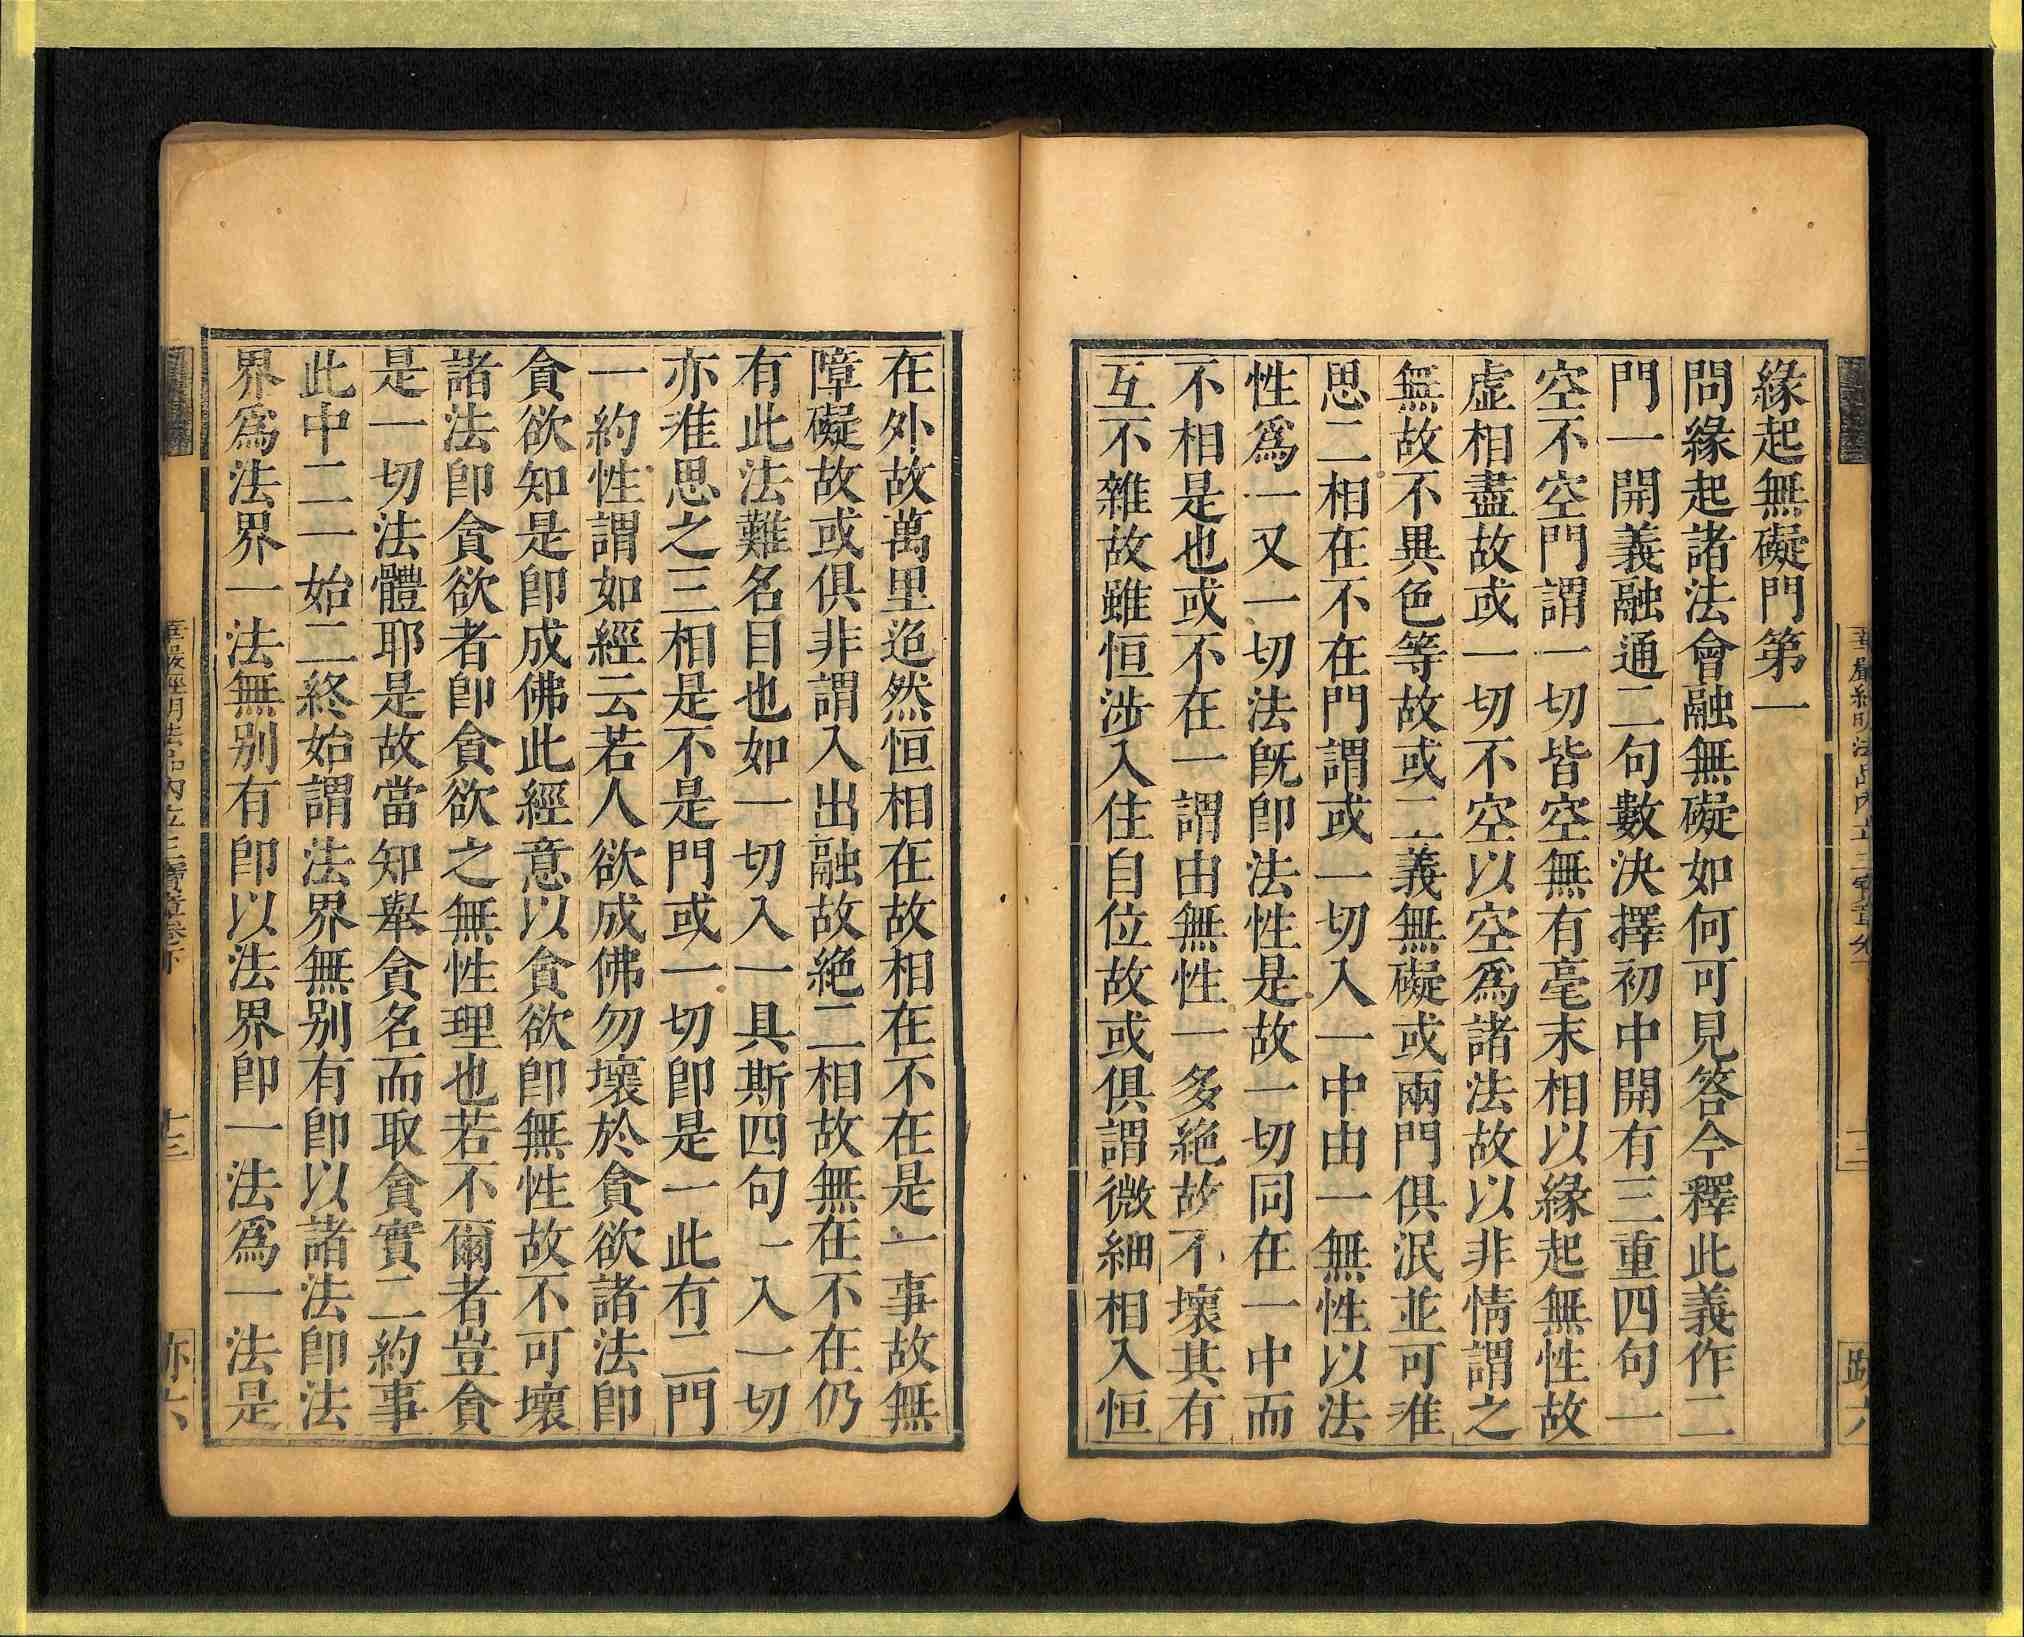 緣起無礙門第一
問緣起諸法會融無礙如何可見答今釋此義作二
門一開義融通二句數決擇初中開有三重四句一
空不空門謂一切皆空無有毫末相以緣起無性故
虛相盡故或一切不空以空爲諸法故以非情謂之
無故不異色等故或二義無礙或兩門俱泯並可准
思二相在不在門謂或一切入一中由一無性以法
性爲一又一切法旣卽法性是故一切同在一中而
不相是也或不在一謂由無性一多絶故不壞其有
互不雜故雖恒涉入住自位故或俱謂微細相入恒
在外故萬里迨然恒相在故相在不在是一事故無
障礙故或俱非謂入出融故絶二相故無在不在仍
有此法難名目也如一切入一具斯四句一入一切
亦准思之三相是不是門或一切卽是一此有二門
一約性謂如經云若人欲成佛勿壞於貪欲諸法卽
貪欲知是卽成佛此經意以貪欲卽無性故不可壞
諸法卽貪欲者卽貪欲之無性理也若不爾者豈貪
是一切法體耶是故當知舉貪名而取貪實二約事
此中二一始二終始謂法界無別有卽以諸法卽法
界爲法界一法無別有卽以法界卽一法爲一法是
華嚴經明法品內立三寶章卷下
十三
亦六